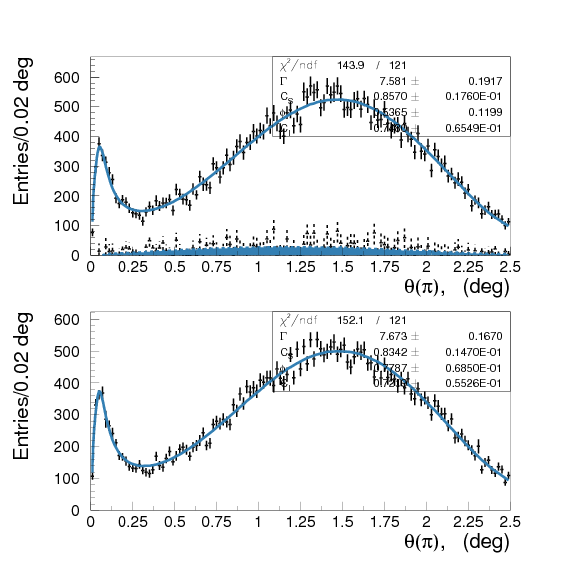 Entries/0.02 deg
χ²/ndf 143.9 / 121
Γ 7.581 ± 0.1917
0.8570 ± 0.1760E-01
0.1199
0.6549E-01
600
500
400
300
200
100
0
0 0.25 0.5 0.75 1 1.25 1.5 1.75 2 2.25 2.5
θ(π), (deg)
Entries/0.02 deg
χ²/ndf 152.1 / 121
Γ 7.673 ± 0.1670
0.8342 ± 0.1470E-01
0.6850E-01
0.5526E-01
600
500
400
300
200
100
0
0 0.25 0.5 0.75 1 1.25 1.5 1.75 2 2.25 2.5
θ(π), (deg)